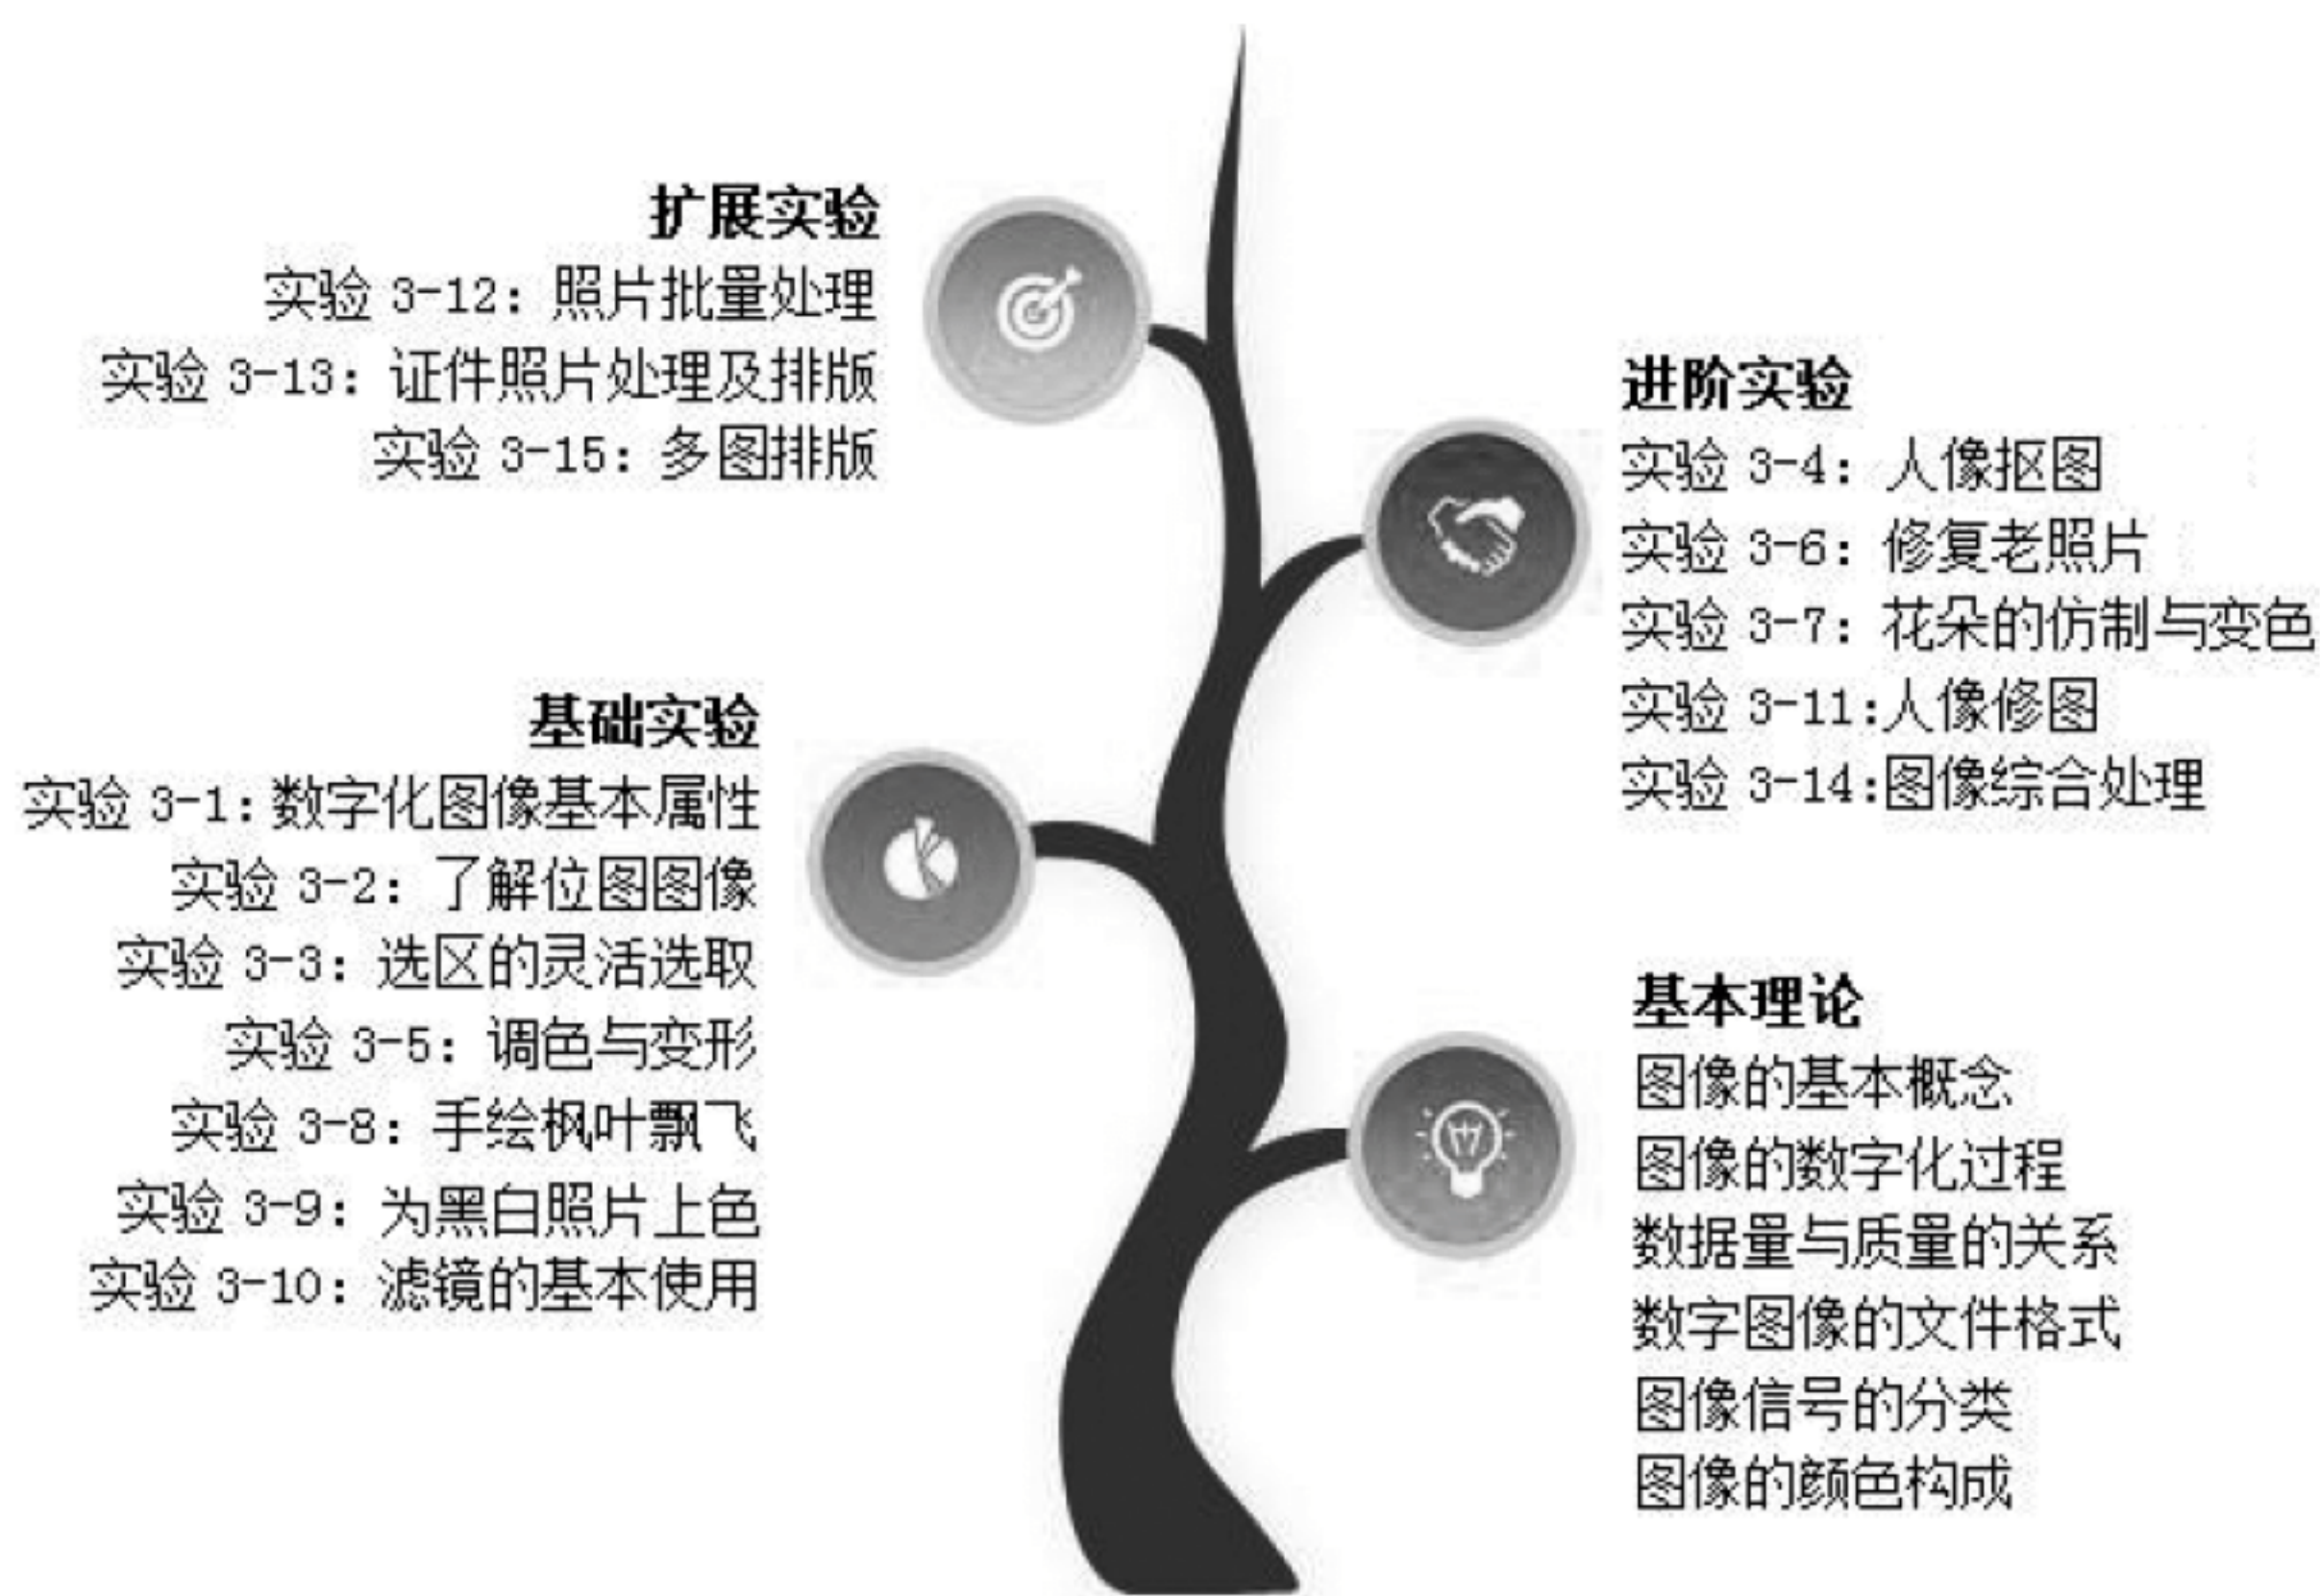 扩展实验
实验 3-12：照片批量处理
实验 3-13：证件照片处理及排版
实验 3-15：多图排版
进阶实验
实验 3-4：人像抠图
实验 3-6：修复老照片
实验 3-7：花朵的仿制与变色
实验 3-11:人像修图
实验 3-14:图像综合处理
基础实验
实验 3-1:数字化图像基本属性
实验 3-2：了解位图图像
实验 3-3：选区的灵活选取
实验 3-5：调色与变形
实验 3-8：手绘枫叶飘飞
实验 3-9：为黑白照片上色
实验 3-10：滤镜的基本使用
基本理论
图像的基本概念
图像的数字化过程
数据量与质量的关系
数字图像的文件格式
图像信号的分类
图像的颜色构成